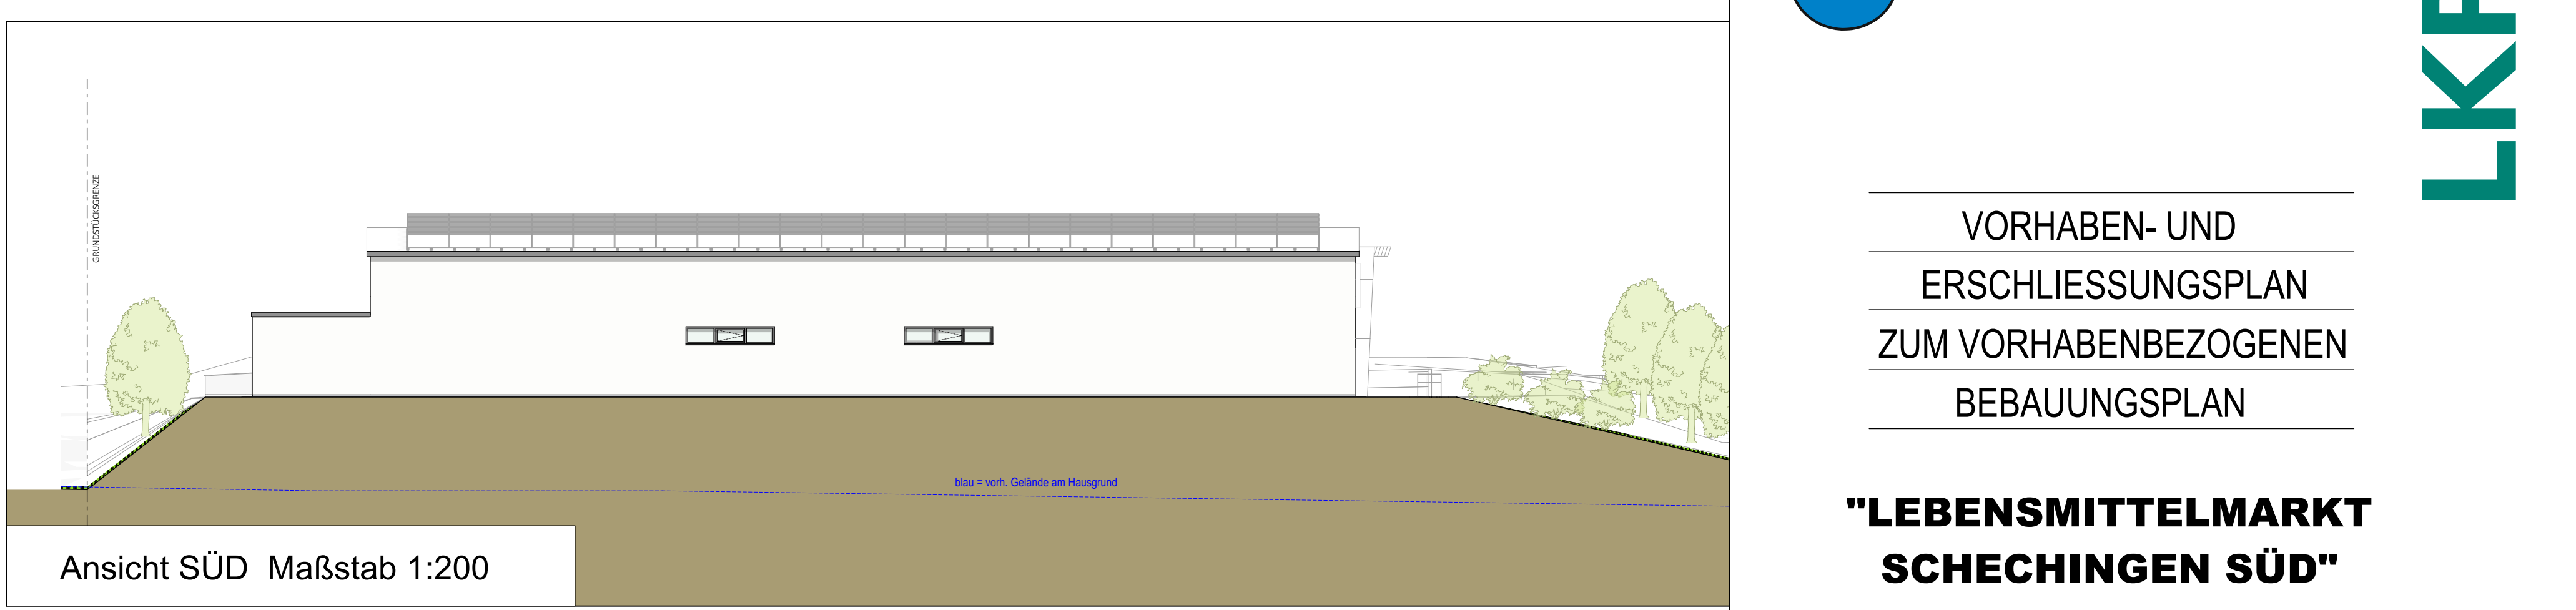 GRUNDSTÜCKSGRENZE
blau = vorh. Gelände am Hausgrund
Ansicht SÜD Maßstab 1:200
LKP
VORHABEN- UND
ERSCHLIESSUNGSPLAN
ZUM VORHABENBEZOGENEN
BEBAUUNGSPLAN
"LEBENSMITTELMARKT
SCHECHINGEN SÜD"